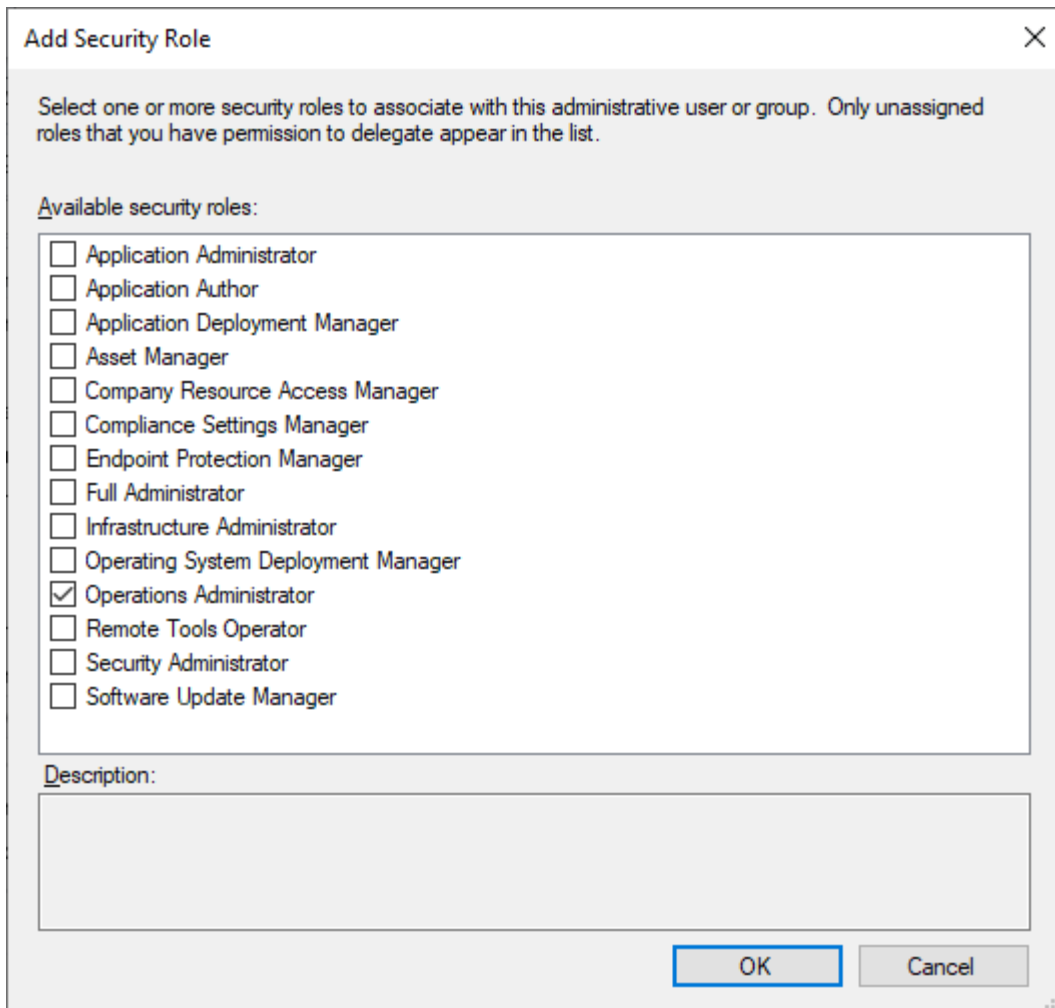 Add Security Role
Select one or more security roles to associate with this administrative user or group.  Only unassigned
roles that you have permission to delegate appear in the list.
Available security roles:
Application Administrator
Application Author
Application Deployment Manager
Asset Manager
Company Resource Access Manager
Compliance Settings Manager
Endpoint Protection Manager
Full Administrator
Infrastructure Administrator
Operating System Deployment Manager
Operations Administrator
Remote Tools Operator
Security Administrator
Software Update Manager
Description:
OK
Cancel